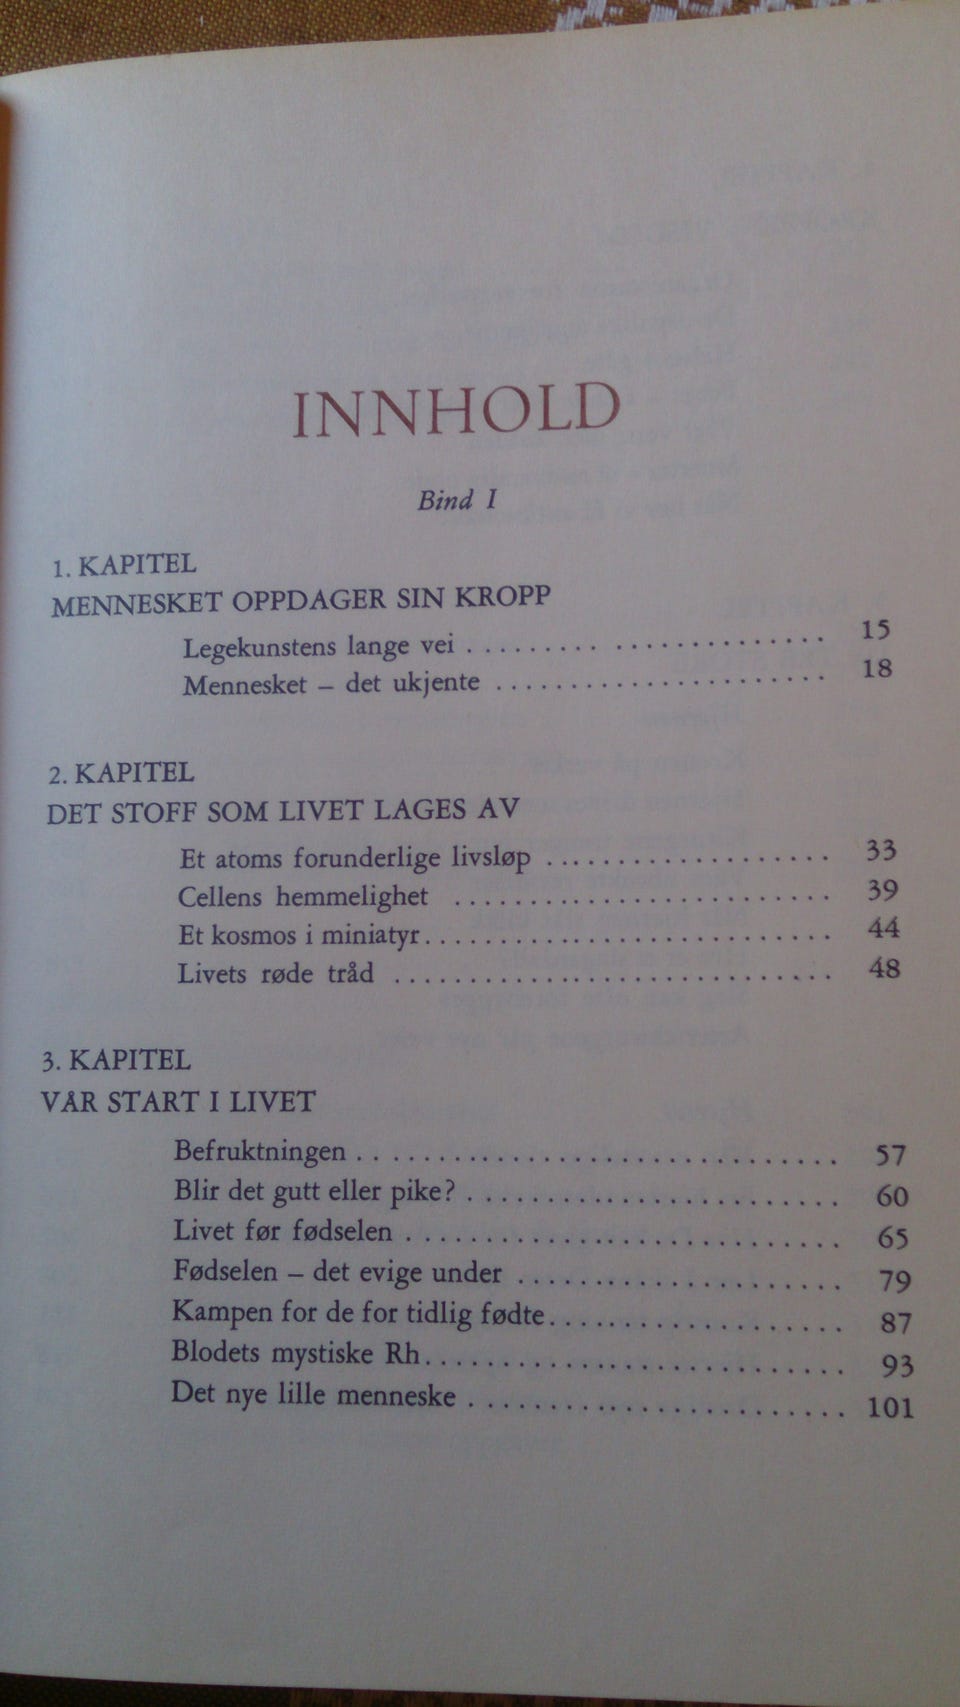 INNHOLD
Bind I
1. KAPITEL
MENNESKET OPPDAGER SIN KROPP
Legekunstens lange vei . . . . . . . . . . . . . . . . . . . . . . . . 15
Mennesket – det ukjente . . . . . . . . . . . . . . . . . . . . . . . 18
2. KAPITEL
DET STOFF SOM LIVET LAGES AV
Et atoms forunderlige livsløp . . . . . . . . . . . . . . . . . . . . 33
Cellens hemmelighet . . . . . . . . . . . . . . . . . . . . . . . . . . 39
Et kosmos i miniatyr. . . . . . . . . . . . . . . . . . . . . . . . . . . . 44
Livets røde tråd . . . . . . . . . . . . . . . . . . . . . . . . . . . . . . 48
3. KAPITEL
VÅR START I LIVET
Befruktningen . . . . . . . . . . . . . . . . . . . . . . . . . . . . . . . . . 57
Blir det gutt eller pike? . . . . . . . . . . . . . . . . . . . . . . . . . . 60
Livet før fødselen . . . . . . . . . . . . . . . . . . . . . . . . . . . . . . 65
Fødselen – det evige under . . . . . . . . . . . . . . . . . . . . . . 79
Kampen for de for tidlig fødte. . . . . . . . . . . . . . . . . . . . 87
Blodets mystiske Rh. . . . . . . . . . . . . . . . . . . . . . . . . . . . . 93
Det nye lille menneske . . . . . . . . . . . . . . . . . . . . . . . . . . 101